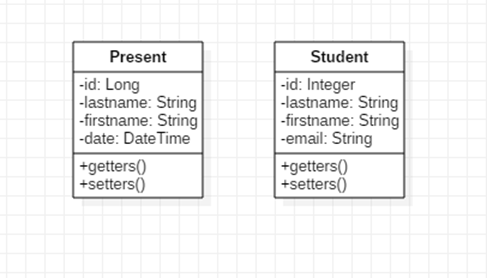 Present
-id: Long
-lastname: String
-firstname: String
-date: DateTime
+getters()
+setters()
Student
-id: Integer
-lastname: String
-firstname: String
-email: String
+getters()
+setters()